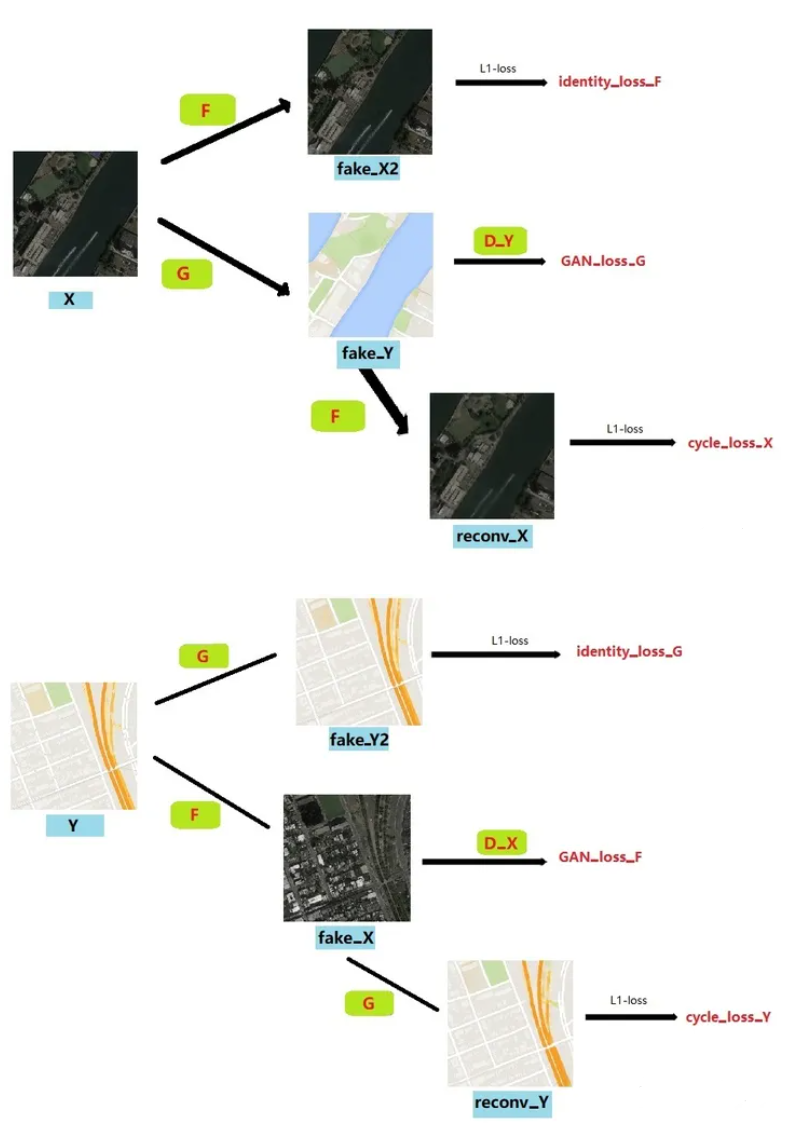 L1-loss
identity_loss_F
F
fake_X2
D_Y
GAN_loss_G
G
X
fake_Y
F
L1-loss
cycle_loss_X
reconv_X
G
L1-loss
identity_loss_G
fake_Y2
F
Y
D_X
GAN_loss_F
fake_X
G
L1-loss
cycle_loss_Y
reconv_Y